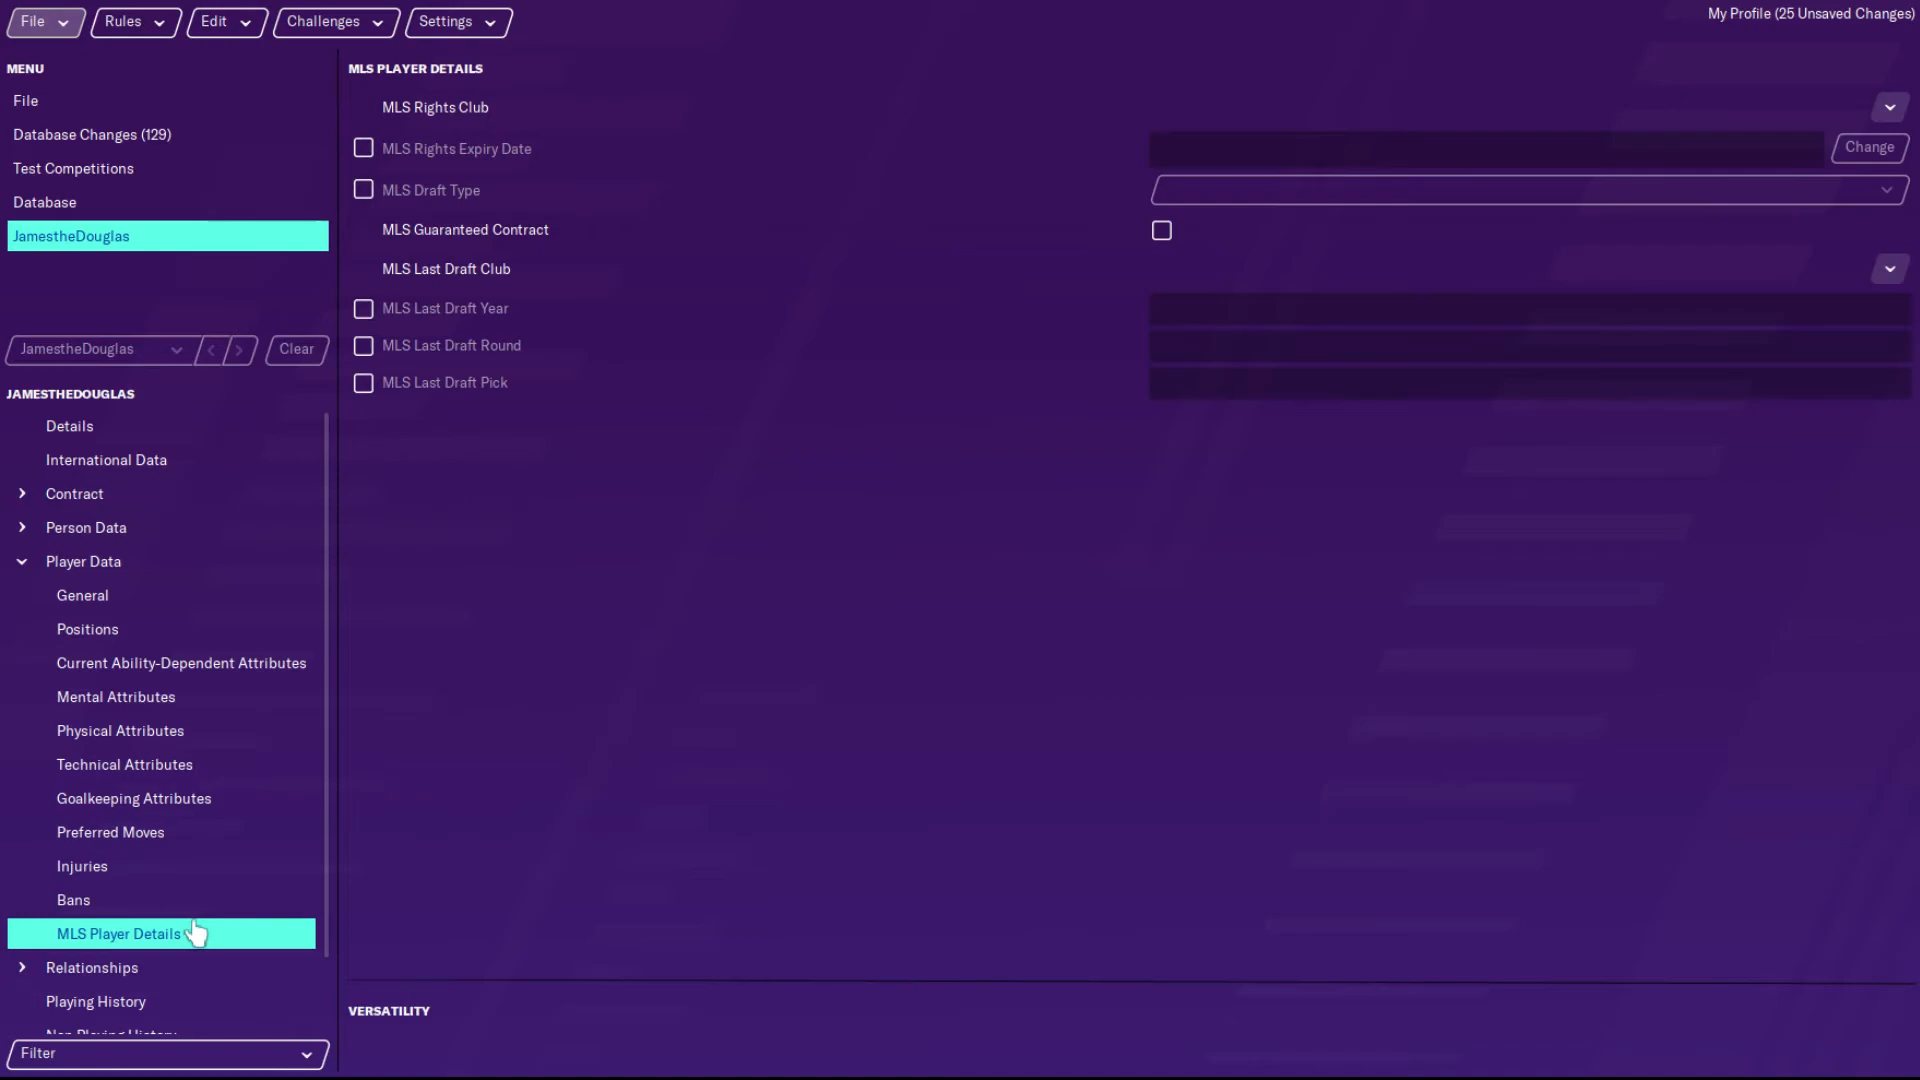 File
Rules
Edit
Challenges
Settings
My Profile (25 Unsaved Changes)
MENU
File
Database Changes (129)
Test Competitions
Database
JamestheDouglas
JamestheDouglas
Clear
JAMESTHEDOUGLAS
Details
International Data
Contract
Person Data
Player Data
General
Positions
Current Ability-Dependent Attributes
Mental Attributes
Physical Attributes
Technical Attributes
Goalkeeping Attributes
Preferred Moves
Injuries
Bans
MLS Player Details
Relationships
Playing History
Non Playing History
Filter
MLS PLAYER DETAILS
MLS Rights Club
MLS Rights Expiry Date
Change
MLS Draft Type
MLS Guaranteed Contract
MLS Last Draft Club
MLS Last Draft Year
MLS Last Draft Round
MLS Last Draft Pick
VERSATILITY